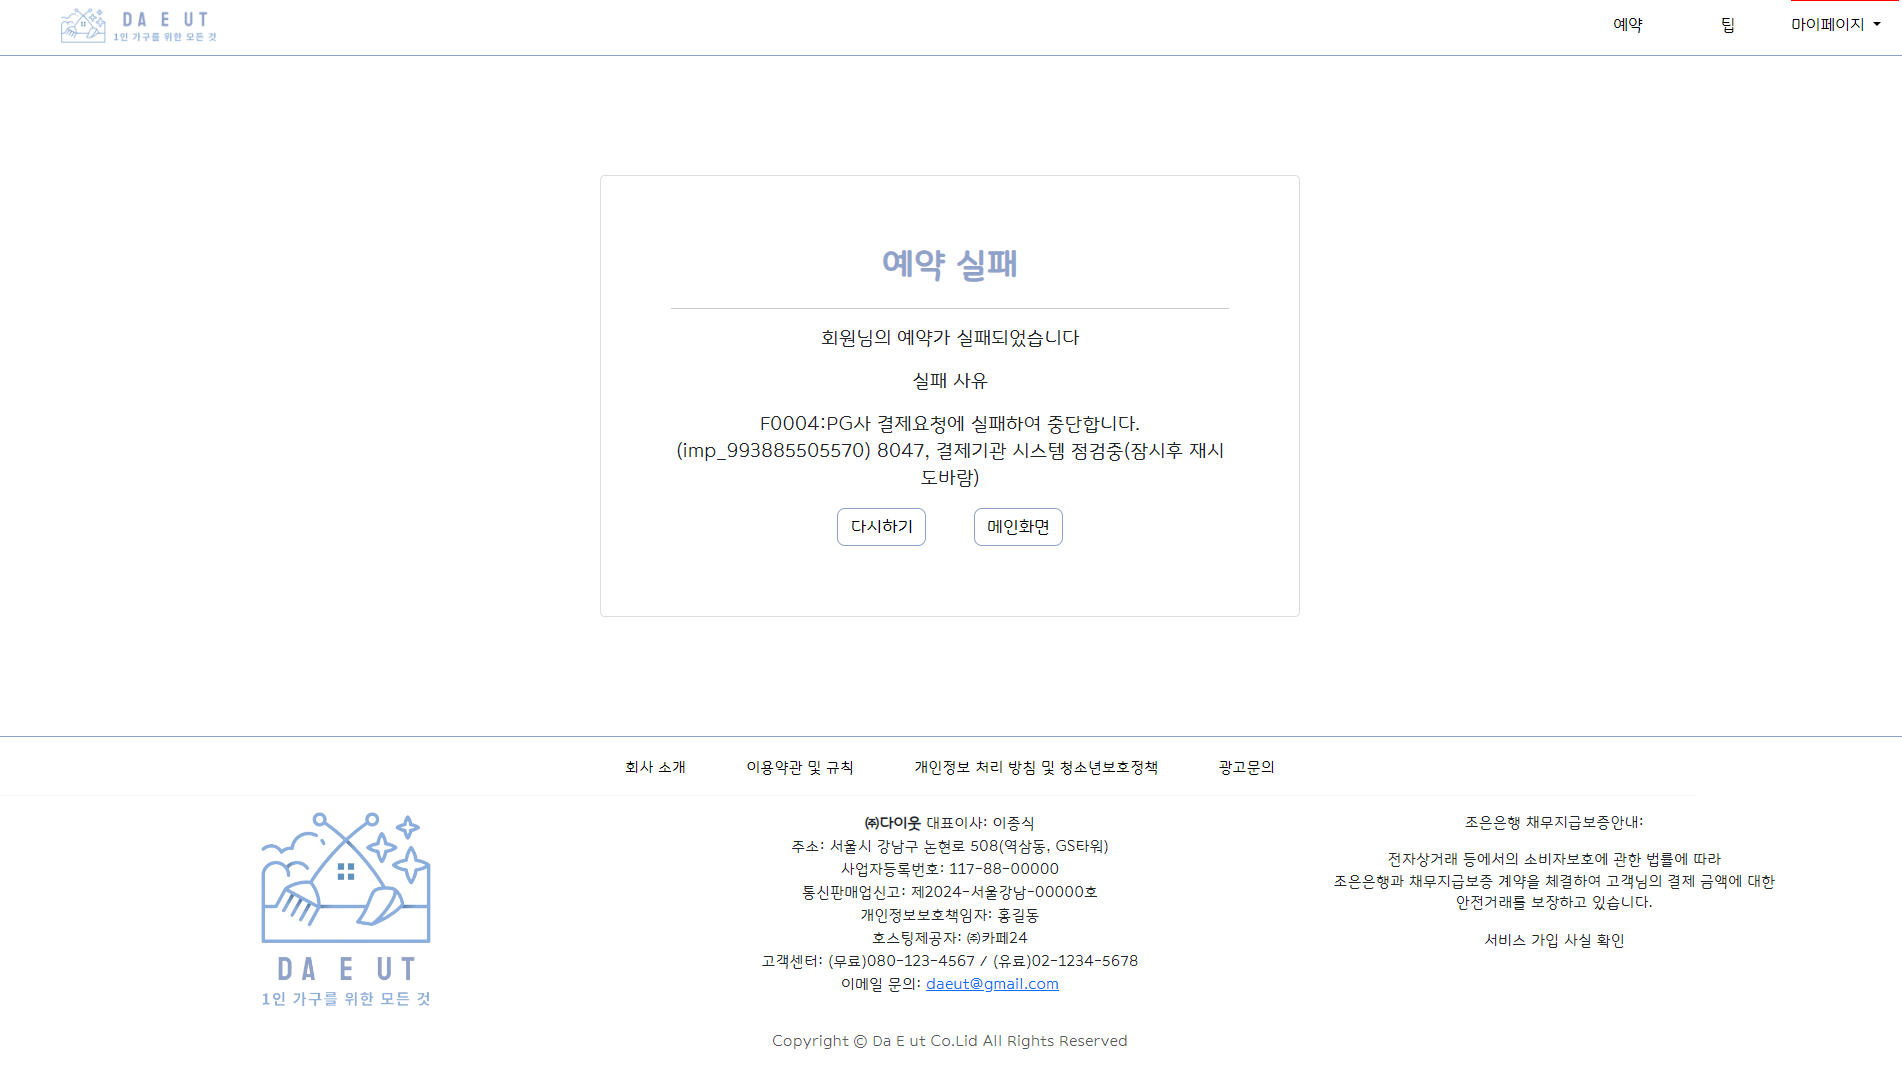 DA E UT
1인 가구를 위한 모든 것
예약
팁
마이페이지
예약 실패
회원님의 예약가 실패되었습니다
실패 사유
F0004:PG사 결제요청에 실패하여 중단합니다.
(imp_993885505570) 8047, 결제기관 시스템 점검중(잠시후 재시
도바람)
다시하기
메인화면
회사 소개
이용약관 및 규칙
개인정보 처리 방침 및 청소년보호정책
광고문의
DA E UT
1인 가구를 위한 모든 것
㈜다이웃 대표이사: 이종식
주소: 서울시 강남구 논현로 508(역삼동, GS타워)
사업자등록번호: 117-88-00000
통신판매업신고: 제2024-서울강남-00000호
개인정보보호책임자: 홍길동
호스팅제공자: ㈜카페24
고객센터: (무료)080-123-4567 / (유료)02-1234-5678
이메일 문의: daeut@gmail.com
조은은행 채무지급보증안내:
전자상거래 등에서의 소비자보호에 관한 법률에 따라
조은은행과 채무지급보증 계약을 체결하여 고객님의 결제 금액에 대한
안전거래를 보장하고 있습니다.
서비스 가입 사실 확인
Copyright © Da E ut Co.Lid All Rights Reserved